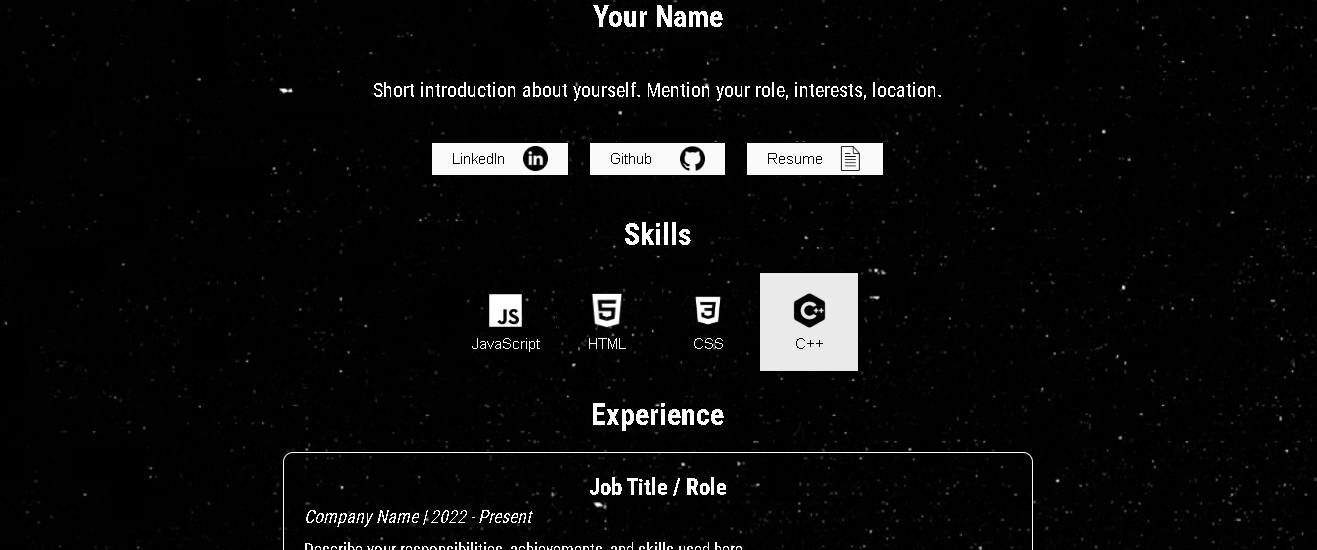 Your Name
Short introduction about yourself. Mention your role, interests, location.
LinkedIn in Github Resume
Skills
JS 5 3 C++
JavaScript HTML CSS C++
Experience
Job Title / Role
Company Name | 2022 - Present
Describe your responsibilities, achievements, and skills used here.